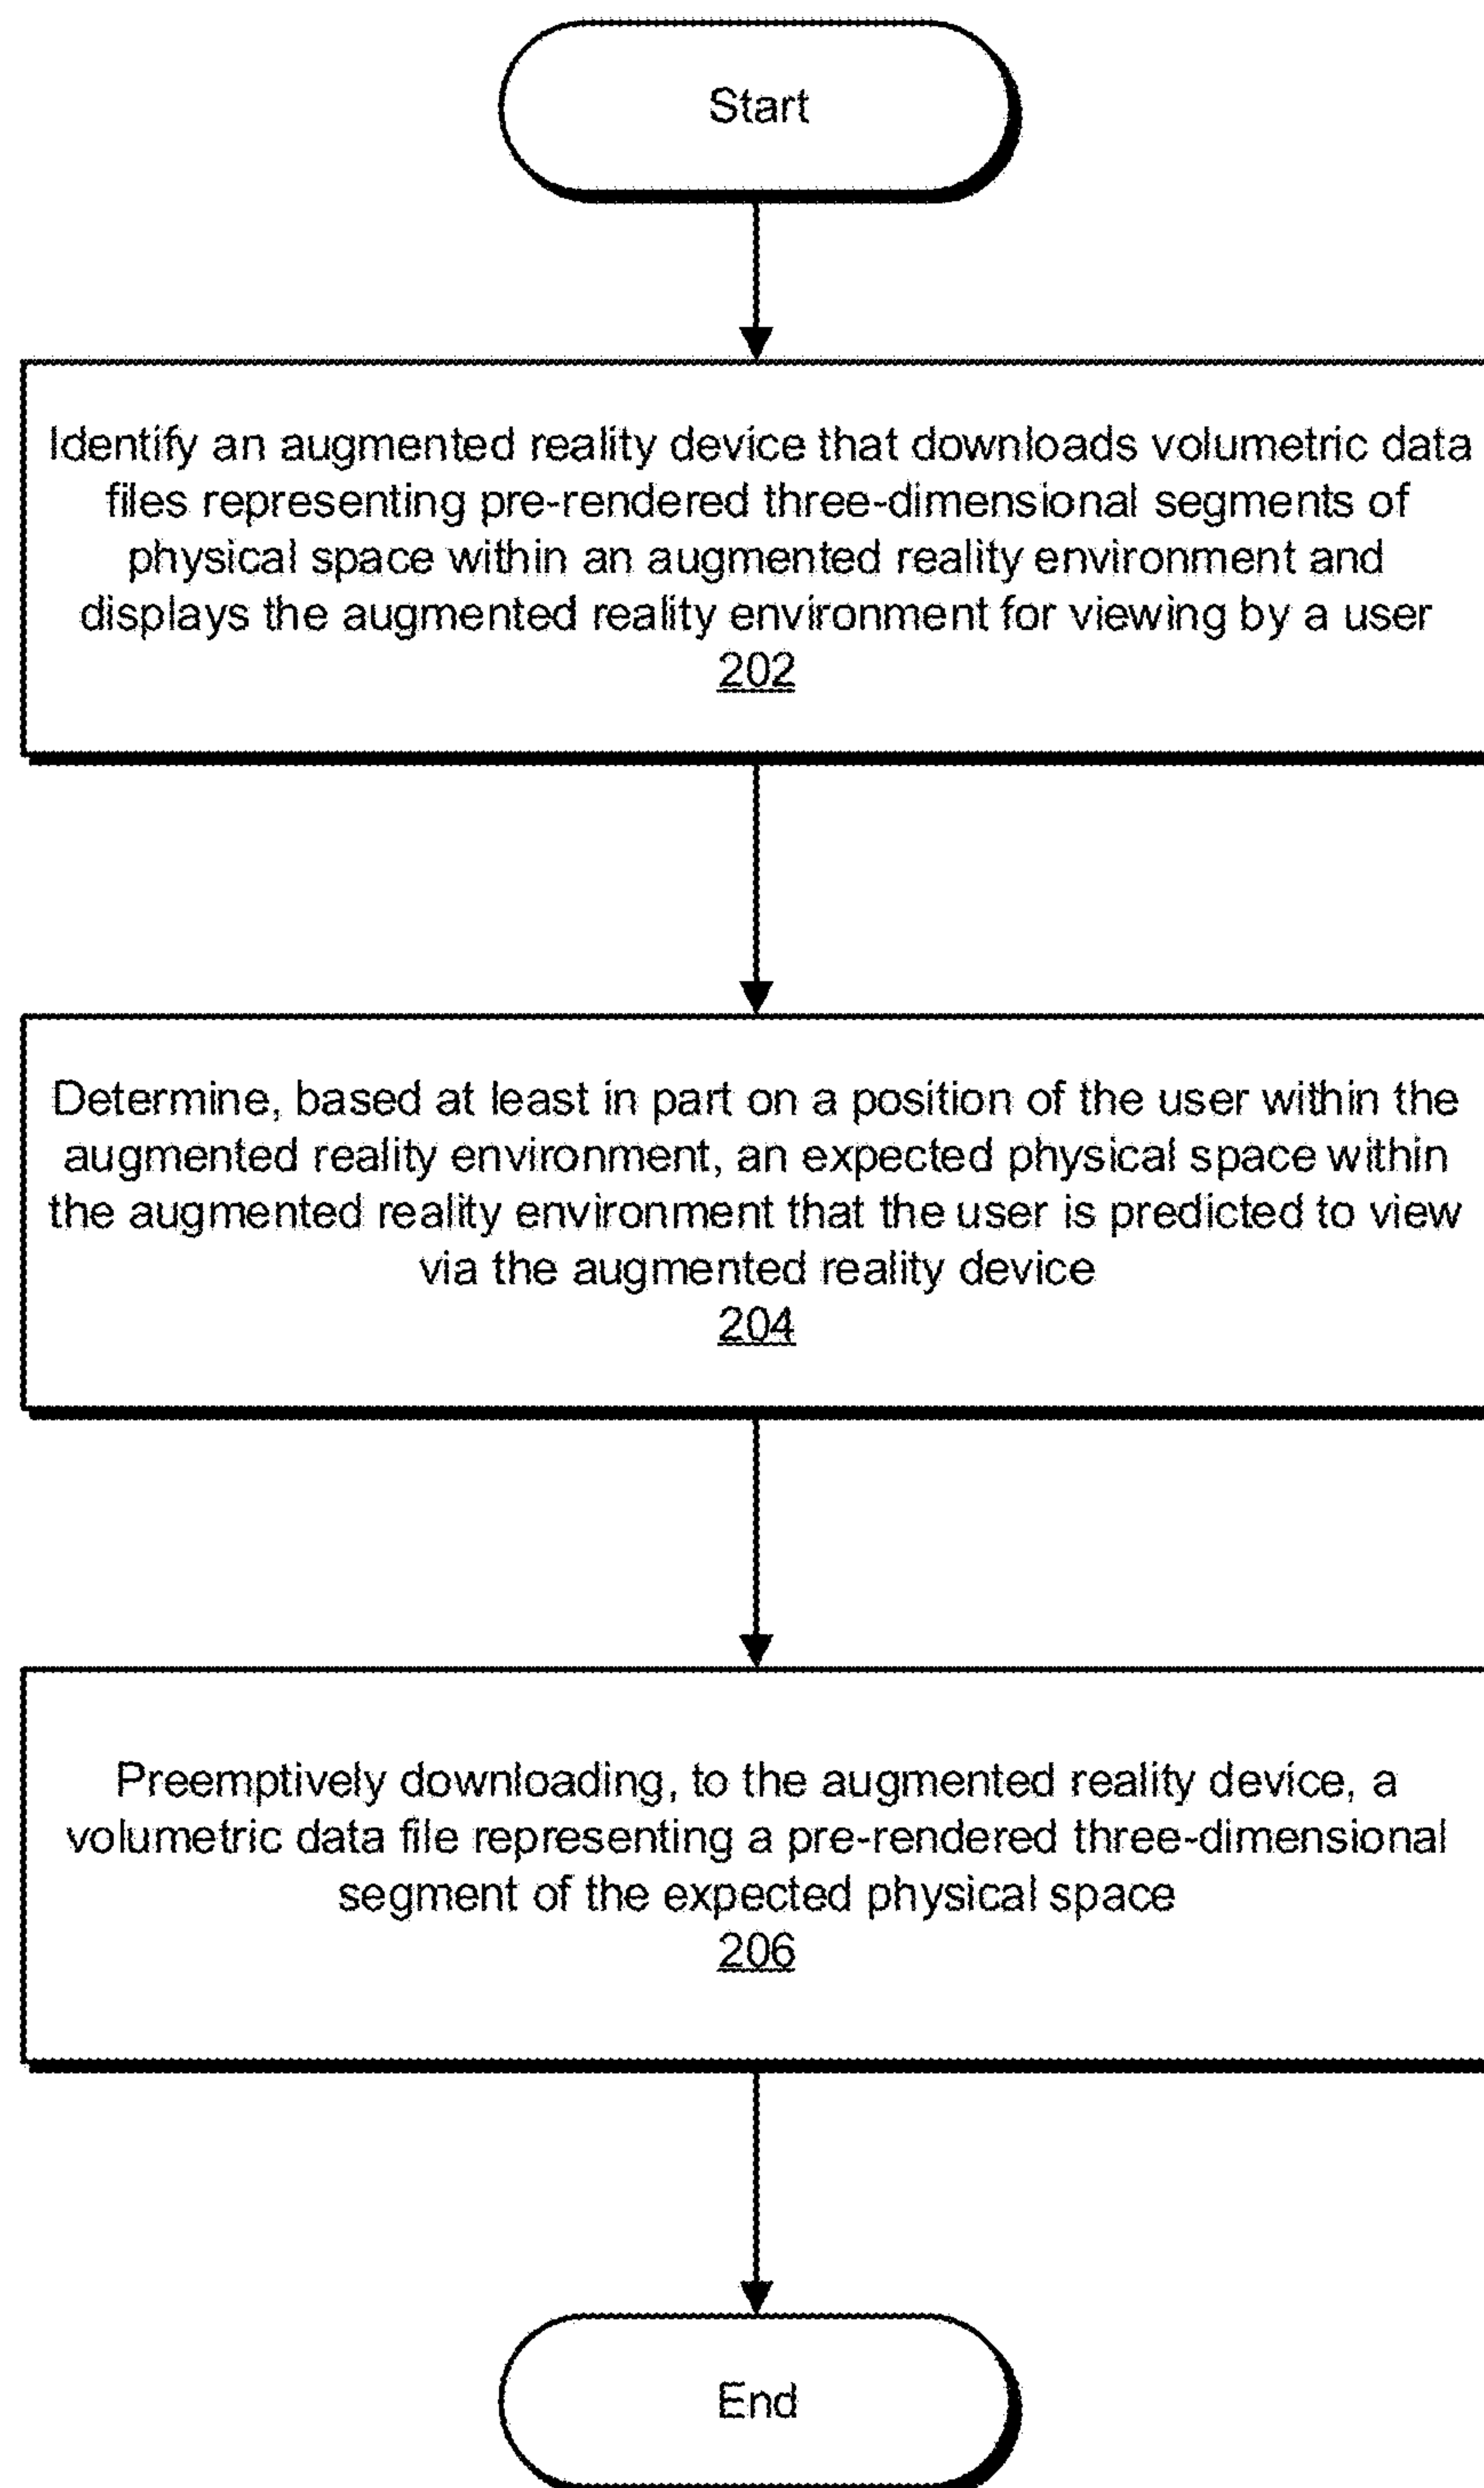 Start
Identify an augmented reality device that downloads volumetric data
files representing pre-rendered three-dimensional segments of
physical space within an augmented reality environment and
displays the augmented reality environment for viewing by a user
202
Determine, based at least in part on a position of the user within the
augmented reality environment, an expected physical space within
the augmented reality environment that the user is predicted to view
via the augmented reality device
204
Preemptively downloading, to the augmented reality device, a
volumetric data file representing a pre-rendered three-dimensional
segment of the expected physical space
206
End